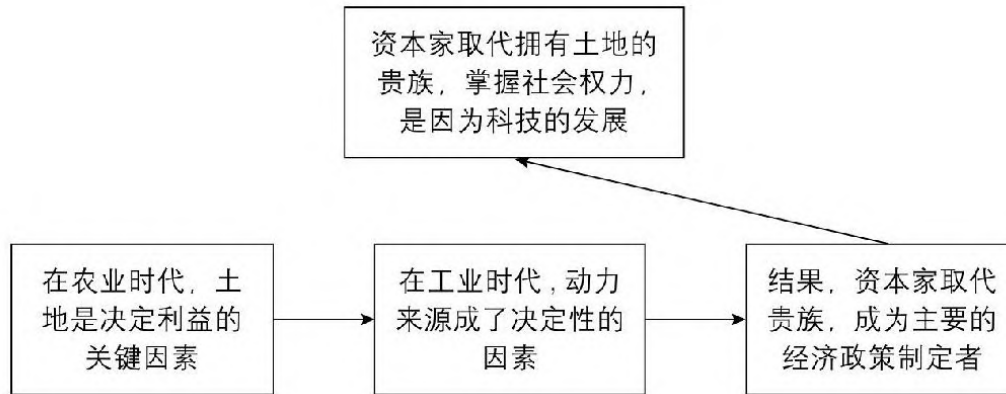 资本家取代拥有土地的
贵族，掌握社会权力，
是因为科技的发展
在农业时代，土
地是决定利益的
关键因素
在工业时代，动力
来源成了决定性的
因素
结果，资本家取代
贵族，成为主要的
经济政策制定者